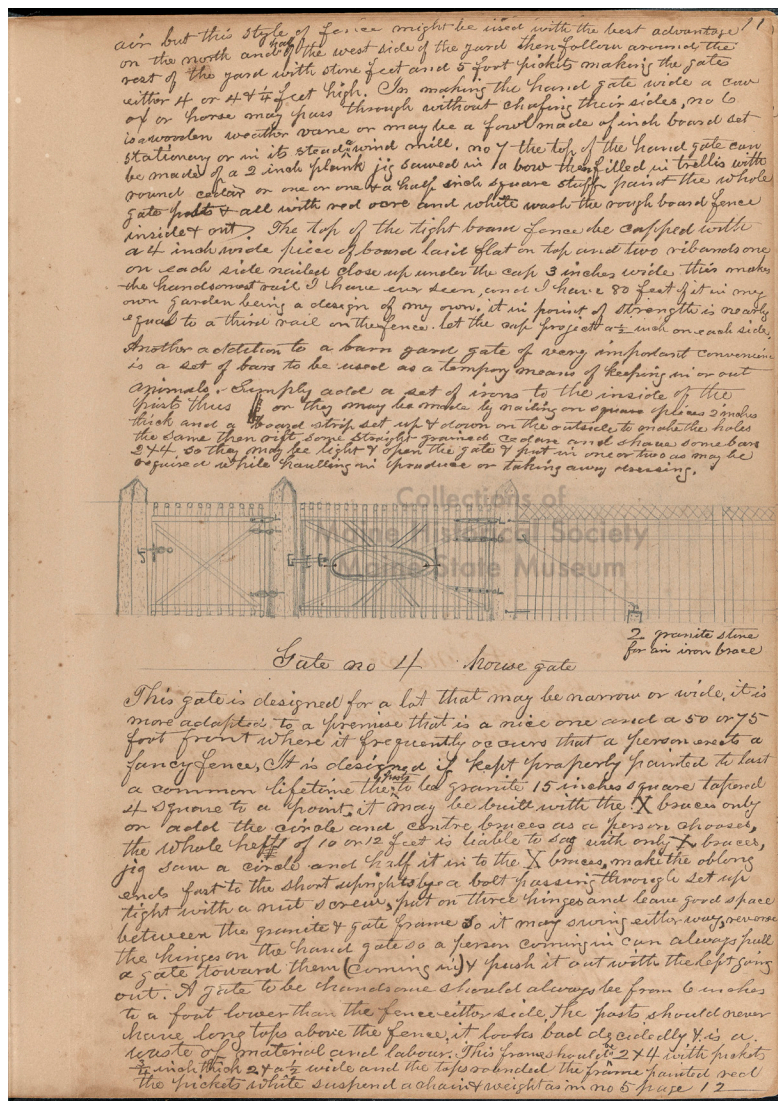 11
air but this style of fence might be used with the best advantage
on the north and half the west side of the yard then follow around the
rest of the yard with stone feet and 5 foot pickets making the gate
either 4 or 4 & ¼ feet high. In making the hand gate wide a cow
ox or horse may pass through without chafing their sides, no 6
is a wooden weather vane or may be a fowl made of inch board set
stationary or in its stead a wind mill. no 7 the top of the hand gate can
be made of a 2 inch plank jig sawed in a bow then filled in trellis with
round cedar or one or one & a half inch square stuff paint the whole
gate posts & all with red ocre and white wash the rough board fence
inside & out. The top of the tight board fence be capped with
a 4 inch wide piece of board laid flat on top and two ribands one
on each side nailed close up under the cap 3 inches wide this makes
the handsomest rail I have ever seen, and I have 80 feet of it in my
own garden being a design of my own. it in point of strength is nearly
equal to a third rail on the fence. let the cap project a ½ inch on each side.
Another addition to a barn yard gate of very important convenienc
is a set of bars to be used as a tempory means of keeping in or out
animals. Simply add a set of irons to the inside of the
posts thus or they may be made by nailing on square pieces 2 inches
thick and a board strip set up & down on the outside to make the holes
the same then rift some straight grained cedar and shave some bars
2 x 4. so they may be light & open the gate & put in one or two as may be
required while haulting in produce or taking away dressing.
Collections of
Maine Historical Society
Maine State Museum
2 granite stone
for an iron brace
Gate no 4 House gate
This gate is designed for a lot that may be narrow or wide, it is
more adapted to a premise that is a nice one and a 50 or 75
foot front where it frequently occurs that a person erects a
fancy fence, It is designed if kept properly painted to last
a common lifetime the posts to be granite 15 inches square tapend
4 square to a point, it may be built with the X braces only
or add the circle and centre braces as a person chooses,
the whole heft of 10 or 12 feet is liable to sag with only X braces,
jig saw a circle and half it in to the X braces, make the oblong
ends fast to the short uprights by a bolt passing through set up
tight with a nut screw, put on three hinges and leave good space
between the granite & gate frame so it may swing either way, reverse
the hinges on the hand gate so a person coming in can always pull
a gate toward them (coming in) & push it out with the left going
out. A gate to be handsome should always be from 6 inches
to a foot lower than the fence either side. The posts should never
have long tops above the fence, it looks bad decidedly & is a
waste of material and labour. This frame should be 2 x 4 with pickets
¾ inch thick 2 & a ½ wide and the tops rounded the frame painted red
the pickets white suspend a chain & weight as in no 5 page 12